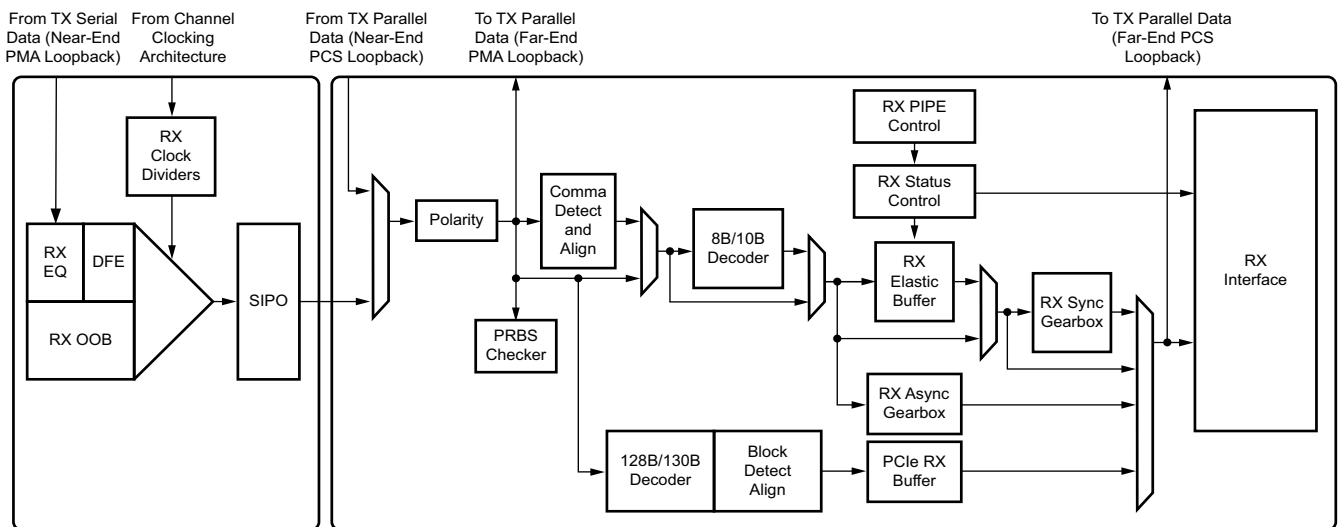 From TX Serial
Data (Near-End
PMA Loopback)
From Channel
Clocking
Architecture
From TX Parallel
Data (Near-End
PCS Loopback)
To TX Parallel
Data (Far-End
PMA Loopback)
To TX Parallel Data
(Far-End PCS
Loopback)
RX
Clock
Dividers
RX
EQ
DFE
RX OOB
SIPO
Polarity
Comma
Detect
and
Align
PRBS
Checker
8B/10B
Decoder
RX PIPE
Control
RX Status
Control
RX
Elastic
Buffer
RX Sync
Gearbox
RX Async
Gearbox
128B/130B
Decoder
Block
Detect
Align
PCIe RX
Buffer
RX
Interface